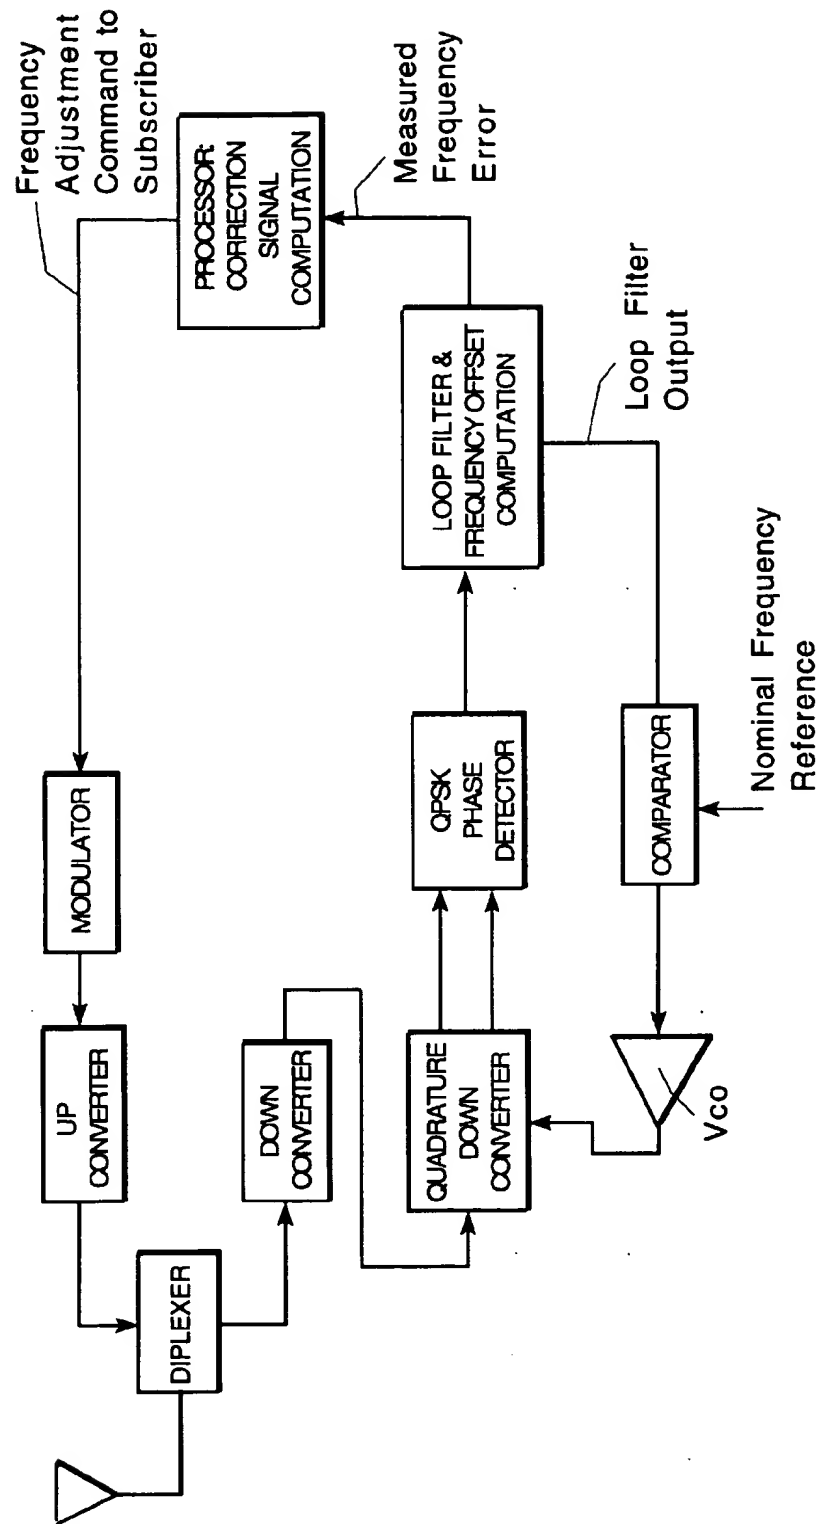 Frequency
Adjustment
Command to
Subscriber
PROCESSOR:
CORRECTION
SIGNAL
COMPUTATION
Measured
Frequency
Error
MODULATOR
UP
CONVERTER
DIPLEXER
DOWN
CONVERTER
QUADRATURE
DOWN
CONVERTER
QPSK
PHASE
DETECTOR
LOOP FILTER &
FREQUENCY OFFSET
COMPUTATION
Loop Filter
Output
COMPARATOR
Nominal Frequency
Reference
Vco